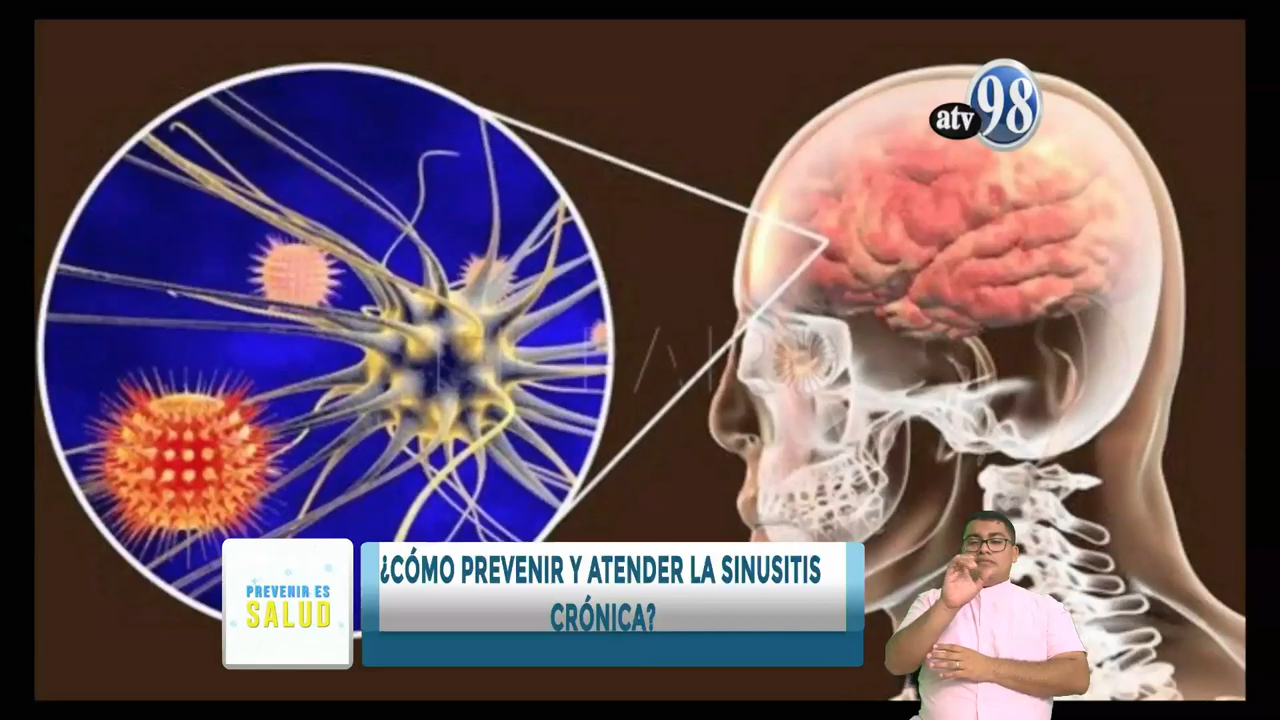 atv 98
¿CÓMO PREVENIR Y ATENDER LA SINUSITIS
CRÓNICA?
PREVENIR ES
SALUD